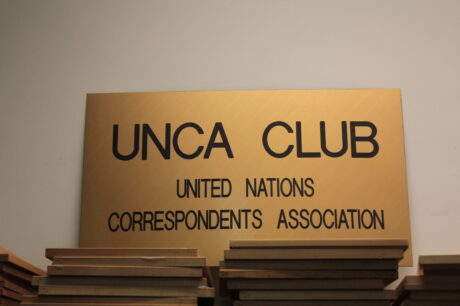 UNCA CLUB
UNITED NATIONS
CORRESPONDENTS ASSOCIATION